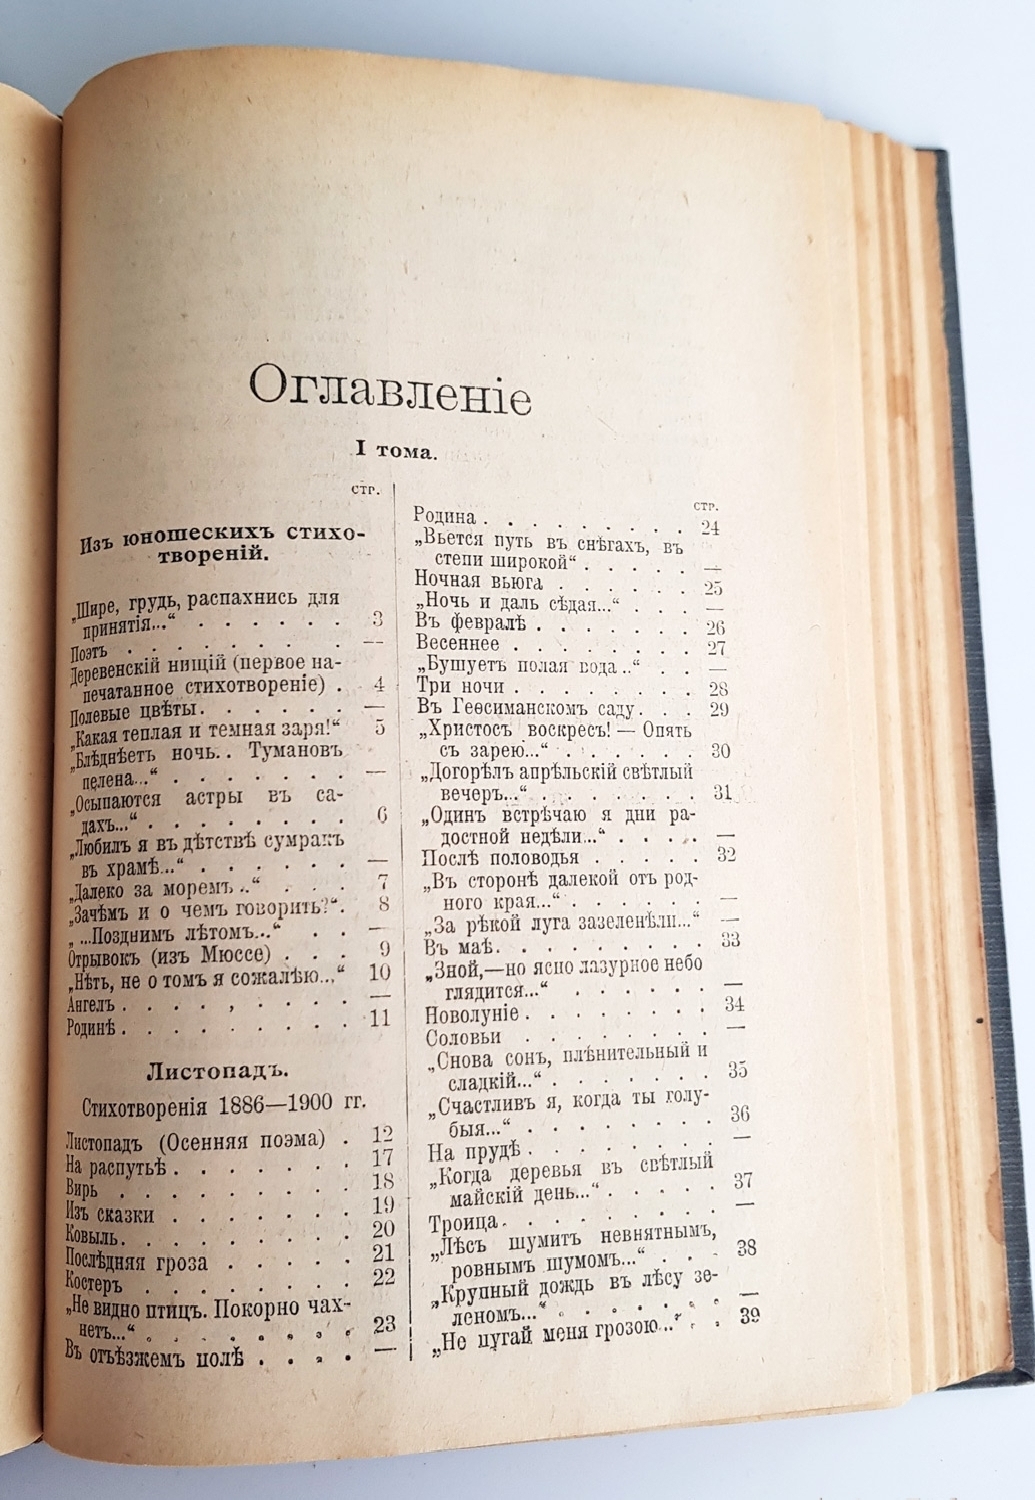 Оглавленіе
I тома.
стр.
Изъ юношескихъ стихо-
твореній.
„Шире, грудь, распахнись для
принятія..." . . . . . . 3
Поэтъ . . . . . . . . —
Деревенскій нищій (первое на-
печатанное стихотвореніе) . 4
Полевые цвѣты. . . . . . —
„Какая теплая и темная заря!" 5
„Блѣднѣетъ ночь.. Тумановъ
пелена..." . . . . . . . —
„Осыпаются астры въ са-
дахъ..." . . . . . . . . 6
„Любилъ я въ дѣтствѣ сумракъ
въ храмѣ..." . . . . . . —
„Далеко за моремъ.." . . . 7
„Зачѣмъ и о чемъ говорить?". 8
„ ...Позднимъ лѣтомъ..." . . —
Отрывокъ (изъ Мюссе) . . . 9
„Нѣтъ, не о томъ я сожалѣю..." 10
Ангелъ . . . . . . . . . —
Родинѣ . . . . . . . . . 11
Листопадъ.
Стихотворенія 1886—1900 гг.
Листопадъ (Осенняя поэма) . 12
На распутьѣ . . . . . . . 17
Вирь . . . . . . . . . 18
Изъ сказки . . . . . . . 19
Ковыль. . . . . . . . . 20
Послѣдняя гроза . . . . . 21
Костеръ . . . . . . . . 22
„Не видно птицъ. Покорно чах-
нетъ..." . . . . . . . . 23
Въ отъѣзжемъ полѣ . . . . —
стр.
Родина . . . . . . . . . 24
„Вьется путь въ снѣгахъ, въ
степи широкой" . . . . . —
Ночная вьюга . . . . . . 25
„Ночь и даль сѣдая..." . . . —
Въ февралѣ . . . . . . . 26
Весеннее . . . . . . . . 27
„Бушуетъ полая вода.." . . —
Три ночи . . . . . . . . 28
Въ Геѳсиманскомъ саду. . . 29
„Христосъ воскресъ! — Опять
съ зарею..." . . . . . . 30
„Догорѣлъ апрѣльскій свѣтлый
вечеръ..." . . . . . . . 31
„Одинъ встрѣчаю я дни ра-
достной недѣли..." . . . . —
Послѣ половодья . . . . . 32
„Въ сторонѣ далекой отъ род-
ного края..." . . . . . . —
„За рѣкой луга зазеленѣли..." —
Въ маѣ. . . . . . . . . 33
„Зной,—но ясно лазурное небо
глядится..." . . . . . . —
Новолуніе . . . . . . . . 34
Соловьи . . . . . . . —
„Снова сонъ, плѣнительный и
сладкій..." . . . . . . . 35
„Счастливъ я, когда ты голу-
быя..." . . . . . . . . 36
На прудѣ . . . . . . . . —
„Когда деревья въ свѣтлый
майскій день..." . . . . . 37
Троица. . . . . . . . . —
„Лѣсъ шумитъ невнятнымъ,
ровнымъ шумомъ..." . . . 38
„Крупный дождь въ лѣсу зе-
леномъ..." . . . . . . . —
„Не пугай меня грозою..." . . 39